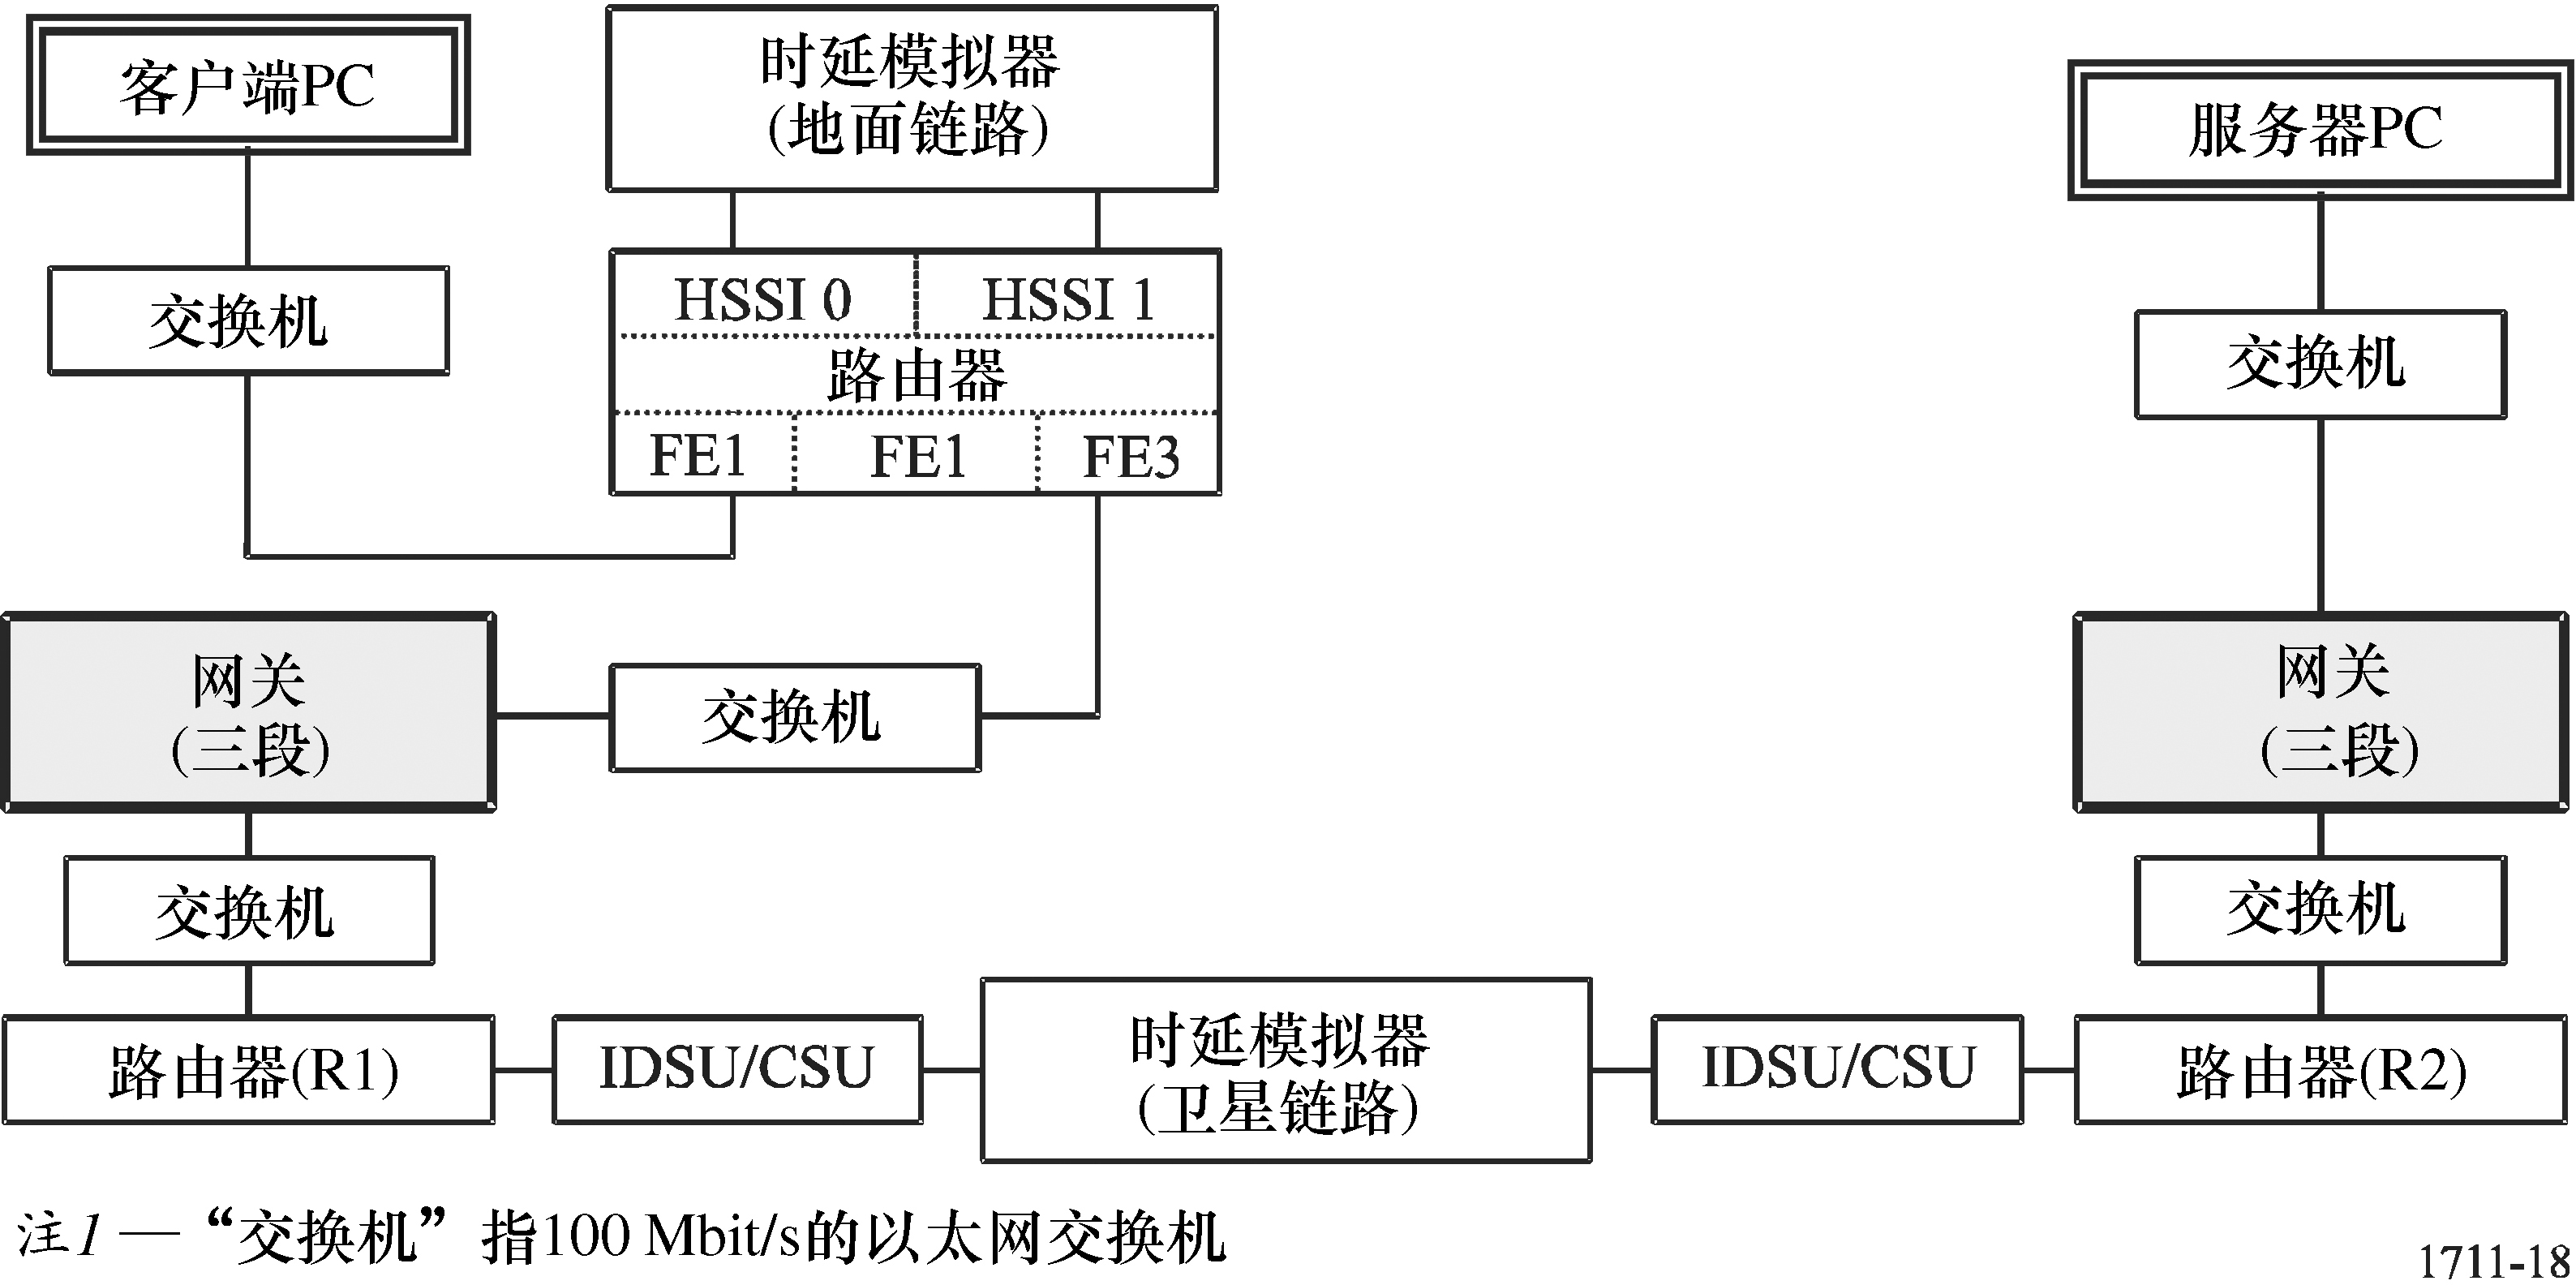 客户端PC
时延模拟器
(地面链路)
服务器PC
交换机
HSSI 0
HSSI 1
路由器
FE1
FE1
FE3
交换机
网关
(三段)
交换机
网关
(三段)
交换机
交换机
路由器(R1)
IDSU/CSU
时延模拟器
(卫星链路)
IDSU/CSU
路由器(R2)
注1 — “交换机” 指100 Mbit/s的以太网交换机
1711-18